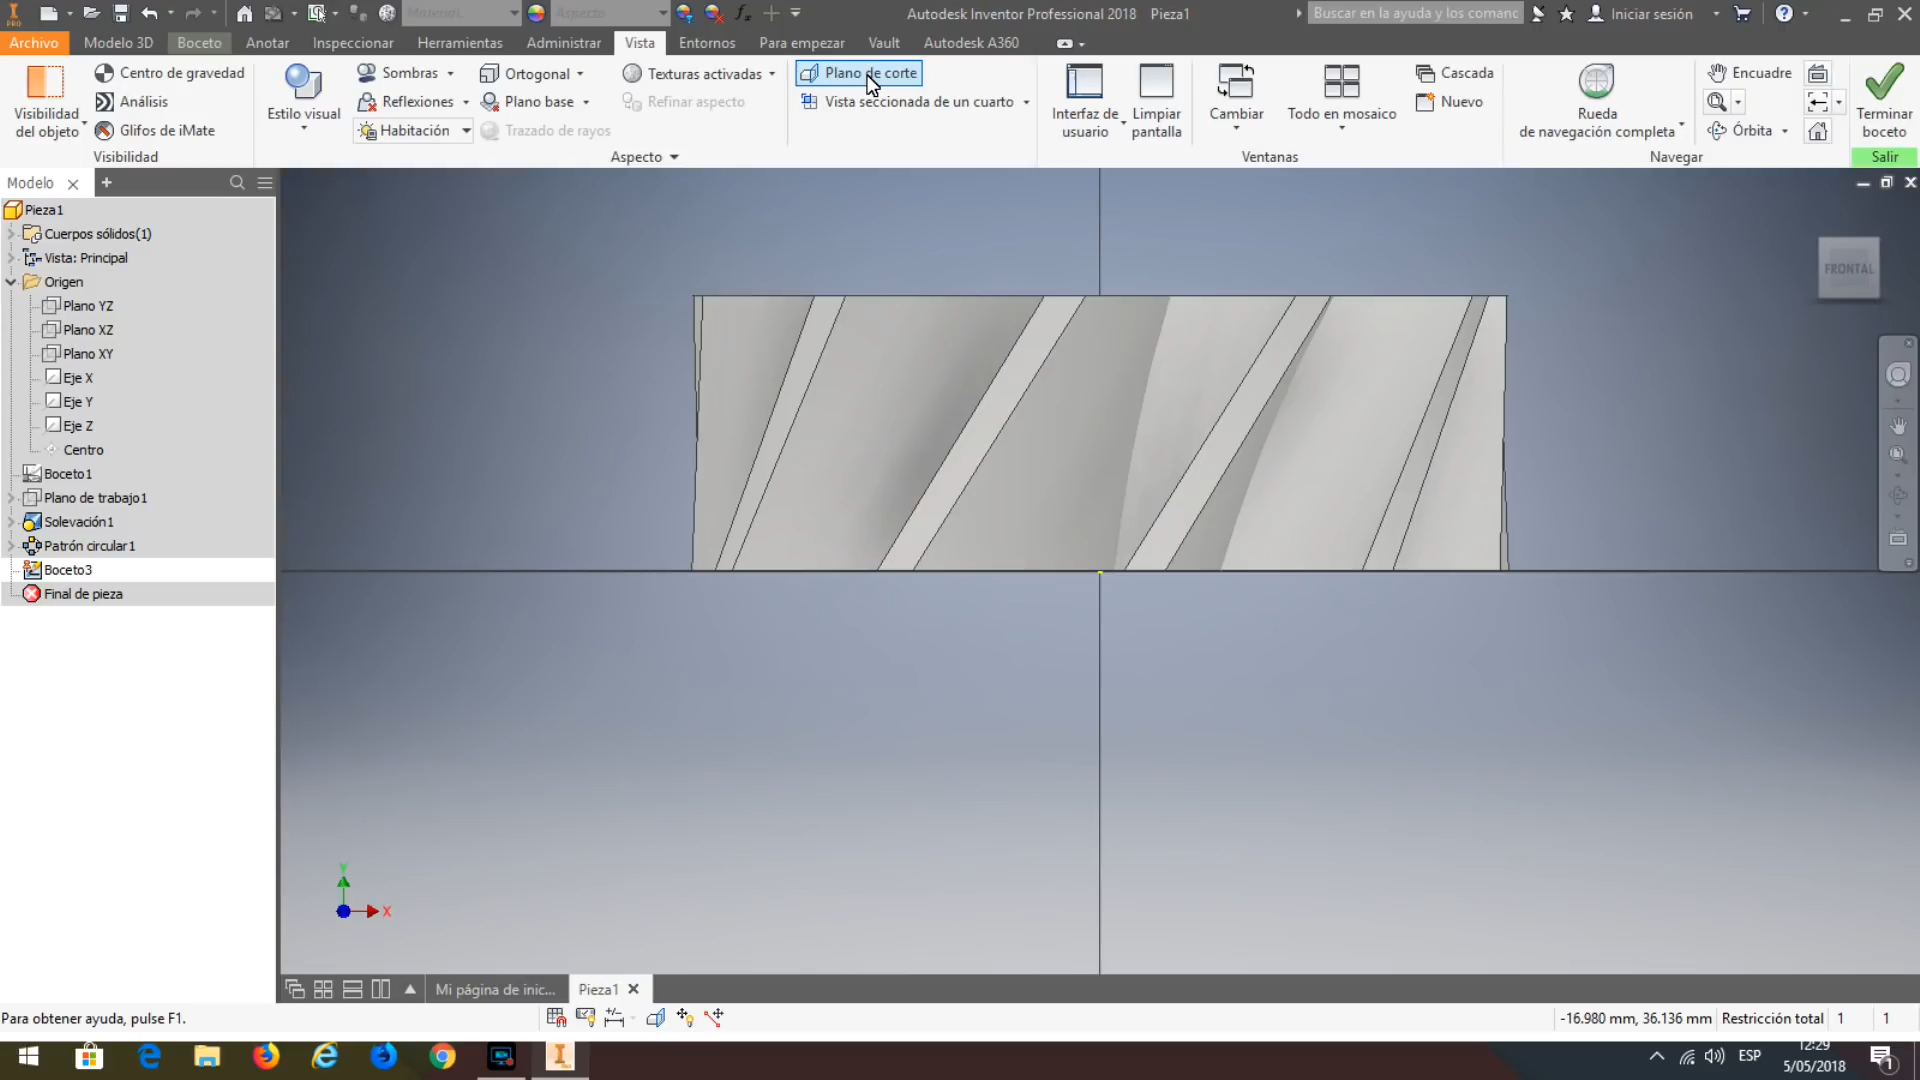 Material
Aspecto
Autodesk Inventor Professional 2018 Pieza1
Buscar en la ayuda y los comanc
Iniciar sesión
PRO
Archivo
Modelo 3D
Boceto
Anotar
Inspeccionar
Herramientas
Administrar
Vista
Entornos
Para empezar
Vault
Autodesk A360
Visibilidad
del objeto
Centro de gravedad
Análisis
Glifos de iMate
Visibilidad
Estilo visual
Sombras
Reflexiones
Habitación
Ortogonal
Plano base
Trazado de rayos
Texturas activadas
Refinar aspecto
Aspecto
Plano de corte
Vista seccionada de un cuarto
Interfaz de
usuario
Limpiar
pantalla
Cambiar
Todo en mosaico
Cascada
Nuevo
Ventanas
Rueda
de navegación completa
Encuadre
Órbita
Navegar
Terminar
boceto
Salir
Modelo
Pieza1
Cuerpos sólidos(1)
Vista: Principal
Origen
Plano YZ
Plano XZ
Plano XY
Eje X
Eje Y
Eje Z
Centro
Boceto1
Plano de trabajo1
Solevación1
Patrón circular1
Boceto3
Final de pieza
FRONTAL
Y
X
Mi página de inic...
Pieza1
Para obtener ayuda, pulse F1.
-16.980 mm, 36.136 mm
Restricción total
1
1
ESP
12:29
5/05/2018
1